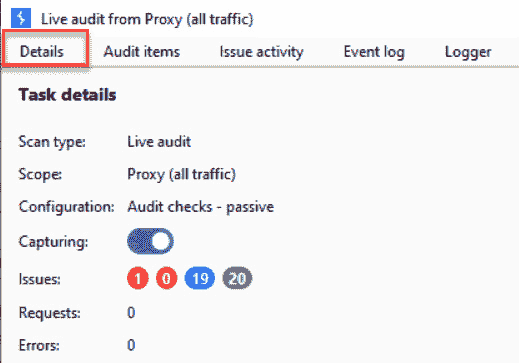 Live audit from Proxy (all traffic)
Details Audit items Issue activity Event log Logger
Task details
Scan type: Live audit
Scope: Proxy (all traffic)
Configuration: Audit checks - passive
Capturing:
Issues: 1 0 19 20
Requests: 0
Errors: 0